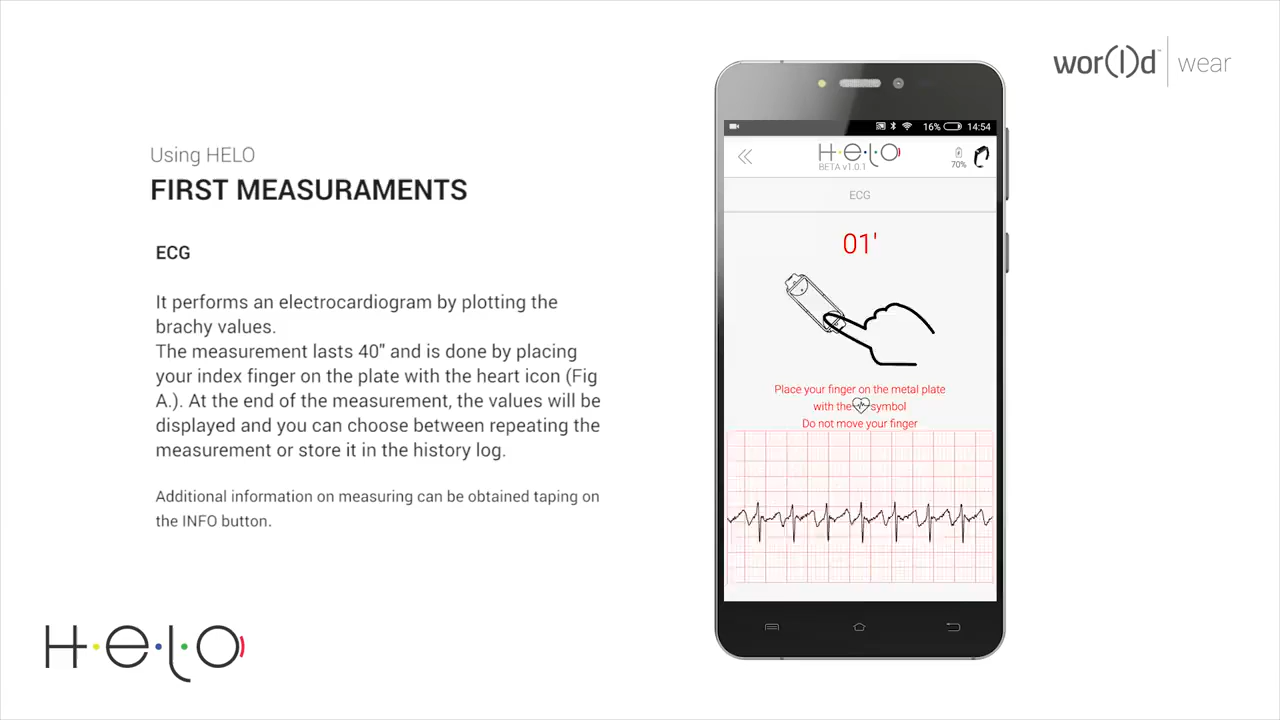 wor(l)d™ | wear
Using HELO
FIRST MEASURAMENTS
ECG
It performs an electrocardiogram by plotting the
brachy values.
The measurement lasts 40" and is done by placing
your index finger on the plate with the heart icon (Fig
A.). At the end of the measurement, the values will be
displayed and you can choose between repeating the
measurement or store it in the history log.
Additional information on measuring can be obtained taping on
the INFO button.
Helo
16% 14:54
Helo
BETA v1.0.1
70%
ECG
01'
Place your finger on the metal plate
with the symbol
Do not move your finger